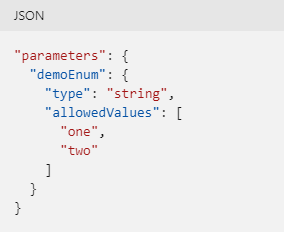 JSON
"parameters": {
  "demoEnum": {
    "type": "string",
    "allowedValues": [
      "one",
      "two"
    ]
  }
}